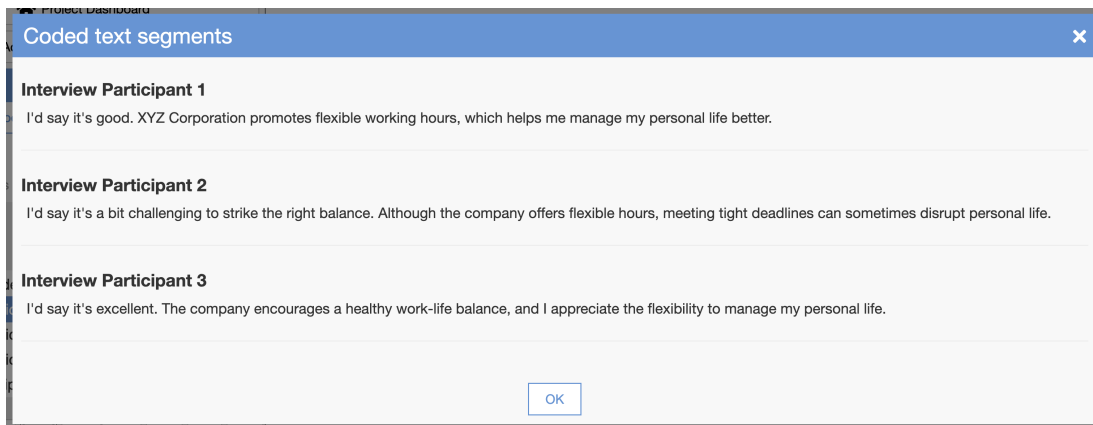 Project Dashboard
Coded text segments
Interview Participant 1
I'd say it's good. XYZ Corporation promotes flexible working hours, which helps me manage my personal life better.
Interview Participant 2
I'd say it's a bit challenging to strike the right balance. Although the company offers flexible hours, meeting tight deadlines can sometimes disrupt personal life.
Interview Participant 3
I'd say it's excellent. The company encourages a healthy work-life balance, and I appreciate the flexibility to manage my personal life.
OK